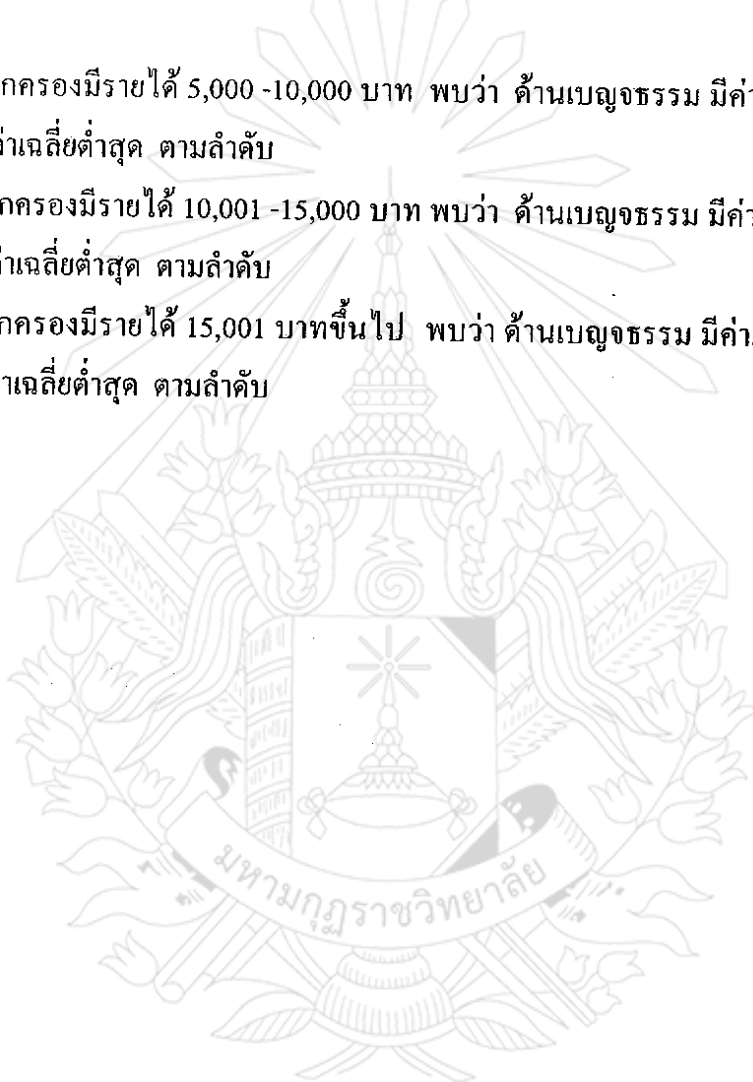 กครองมีรายได้ 5,000 -10,000 บาท พบว่า ด้านเบญจธรรม มีค่า
ค่าเฉลี่ยต่ำสุด ตามลำดับ
กครองมีรายได้ 10,001 -15,000 บาท พบว่า ด้านเบญจธรรม มีค่า
ค่าเฉลี่ยต่ำสุด ตามลำดับ
กครองมีรายได้ 15,001 บาทขึ้นไป พบว่า ด้านเบญจธรรม มีค่า
าเฉลี่ยต่ำสุด ตามลำดับ
มหามกุฏราชวิทยาลัย